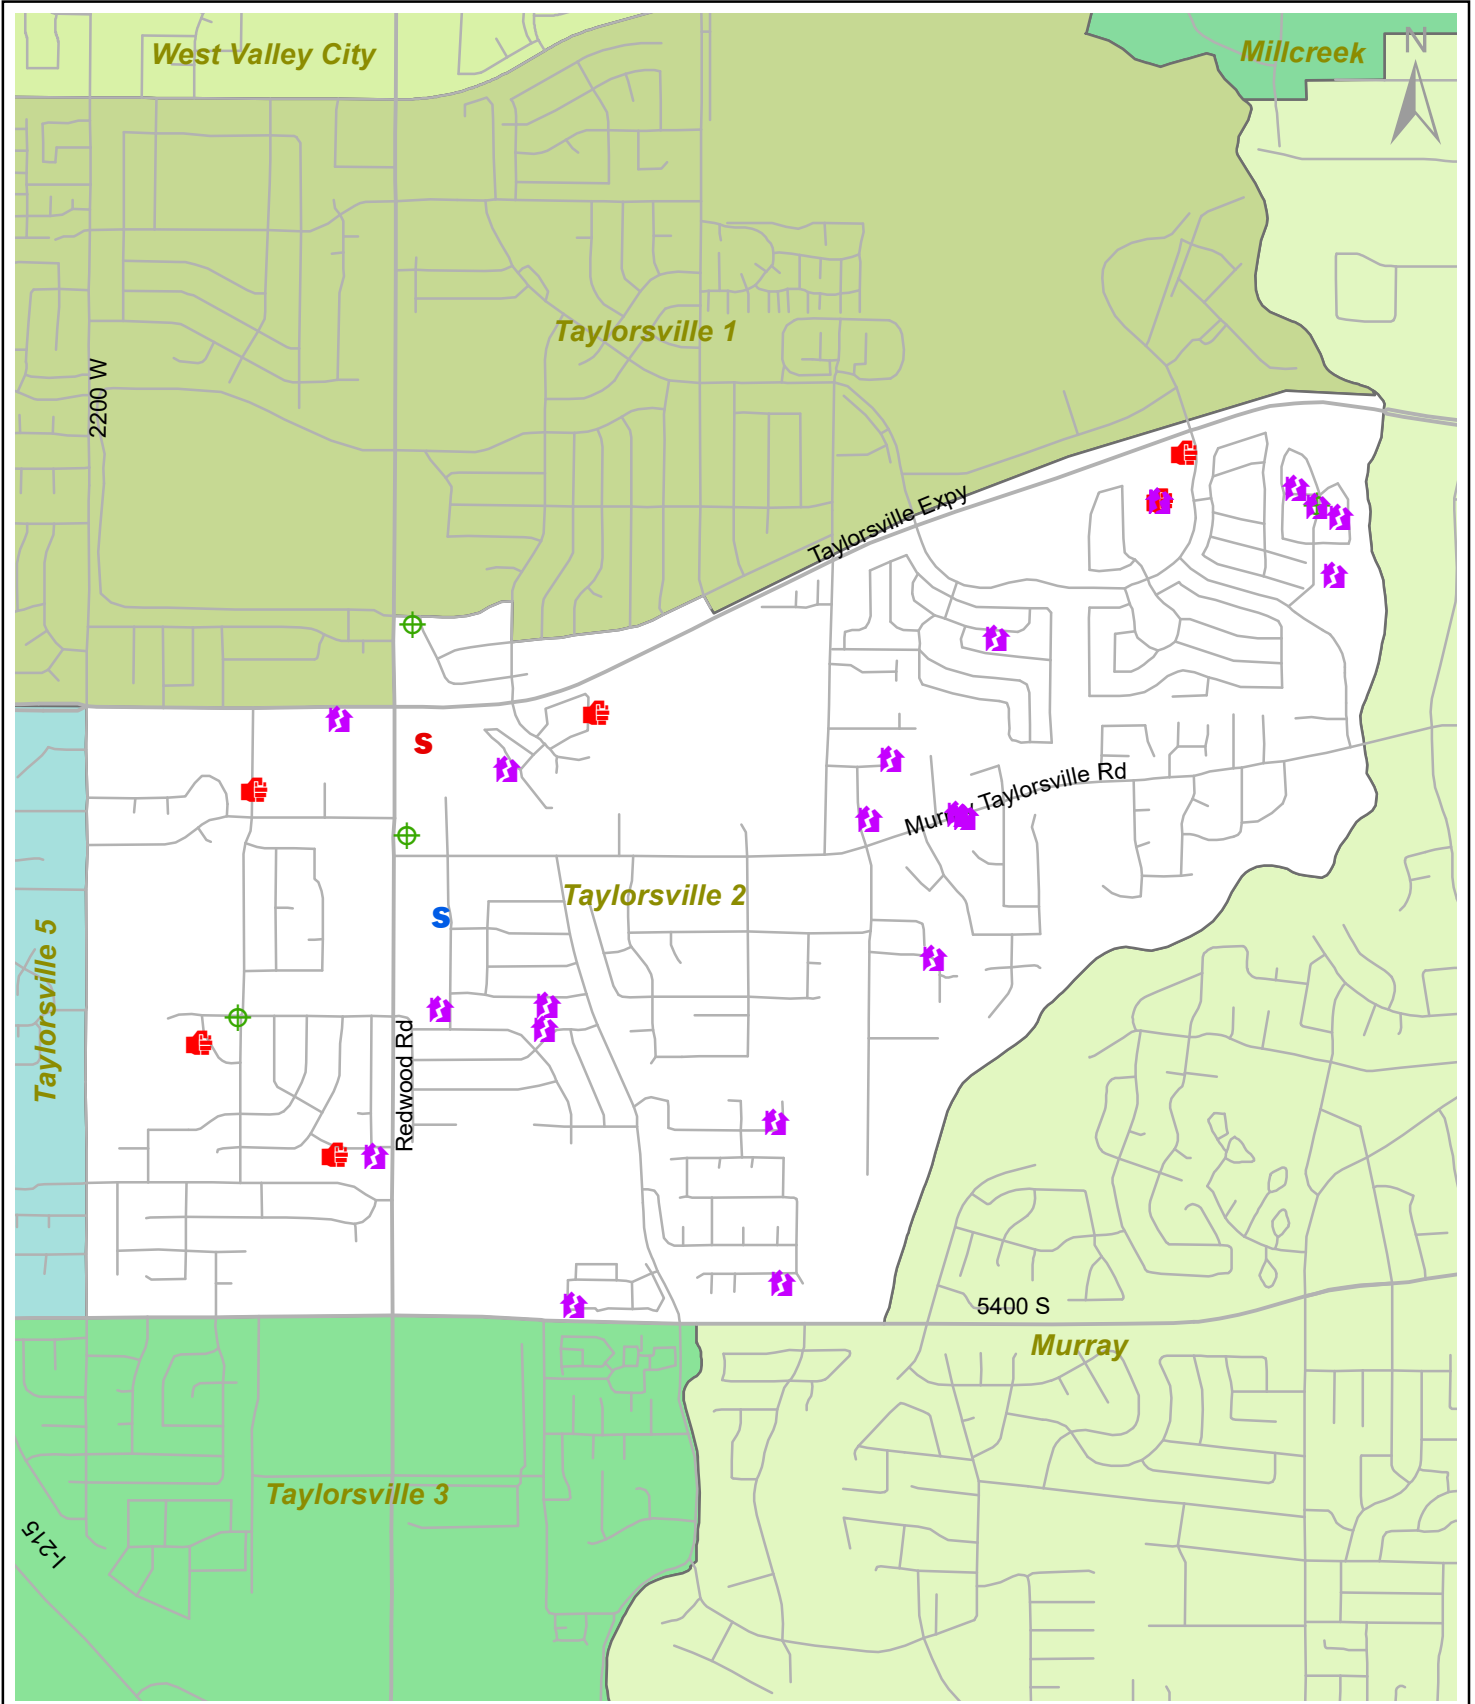 West Valley City
Millcreek
N
Taylorsville 1
2200 W
Taylorsville Expy
S
Murray Taylorsville Rd
Taylorsville 2
S
Taylorsville 5
Redwood Rd
5400 S
Murray
Taylorsville 3
I-215